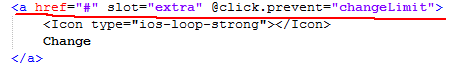 <a href="#" slot="extra" @click.prevent="changeLimit">
<Icon type="ios-loop-strong"></Icon>
Change
</a>